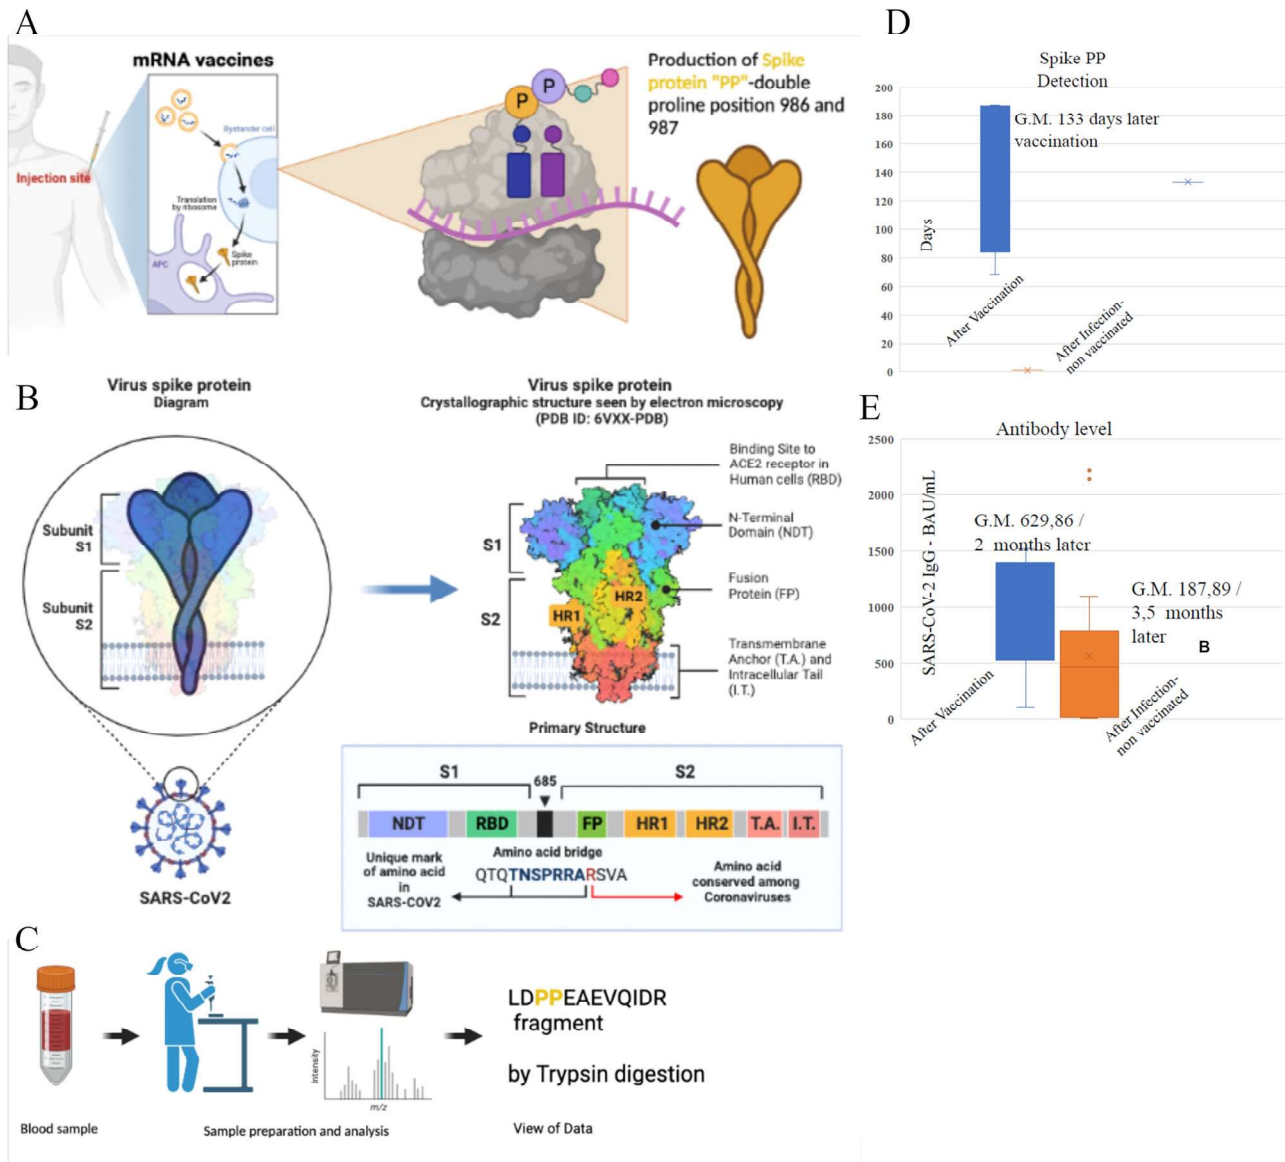 A
mRNA vaccines
Bystander cell
Injection site
Translation
by ribosome
Spike
protein
APC
P
P
Production of Spike
protein "PP"-double
proline position 986 and
987
B
Virus spike protein
Diagram
Subunit
S1
Subunit
S2
SARS-CoV2
Virus spike protein
Crystallographic structure seen by electron microscopy
(PDB ID: 6VXX-PDB)
S1
S2
HR1
HR2
Binding Site to
ACE2 receptor in
Human cells (RBD)
N-Terminal
Domain (NDT)
Fusion
Protein (FP)
Transmembrane
Anchor (T.A.) and
Intracellular Tail
(I.T.)
Primary Structure
S1
685
S2
NDT
RBD
FP
HR1
HR2
T.A.
I.T.
Unique mark
of amino acid
in
SARS-COV2
Amino acid bridge
QTQTNSPRRARSVA
Amino acid
conserved among
Coronaviruses
C
Blood sample
Intensity
m/z
Sample preparation and analysis
LDPPEAEVQIDR
fragment
by Trypsin digestion
View of Data
D
Spike PP
Detection
200
180
160
140
120
100
80
60
40
20
0
Days
G.M. 133 days later
vaccination
After Vaccination
After Infection-
non vaccinated
E
Antibody level
2500
2000
1500
1000
500
0
SARS-CoV-2 IgG - BAU/mL
G.M. 629,86 /
2 months later
G.M. 187,89 /
3,5 months
later
B
After Vaccination
After Infection-
non vaccinated